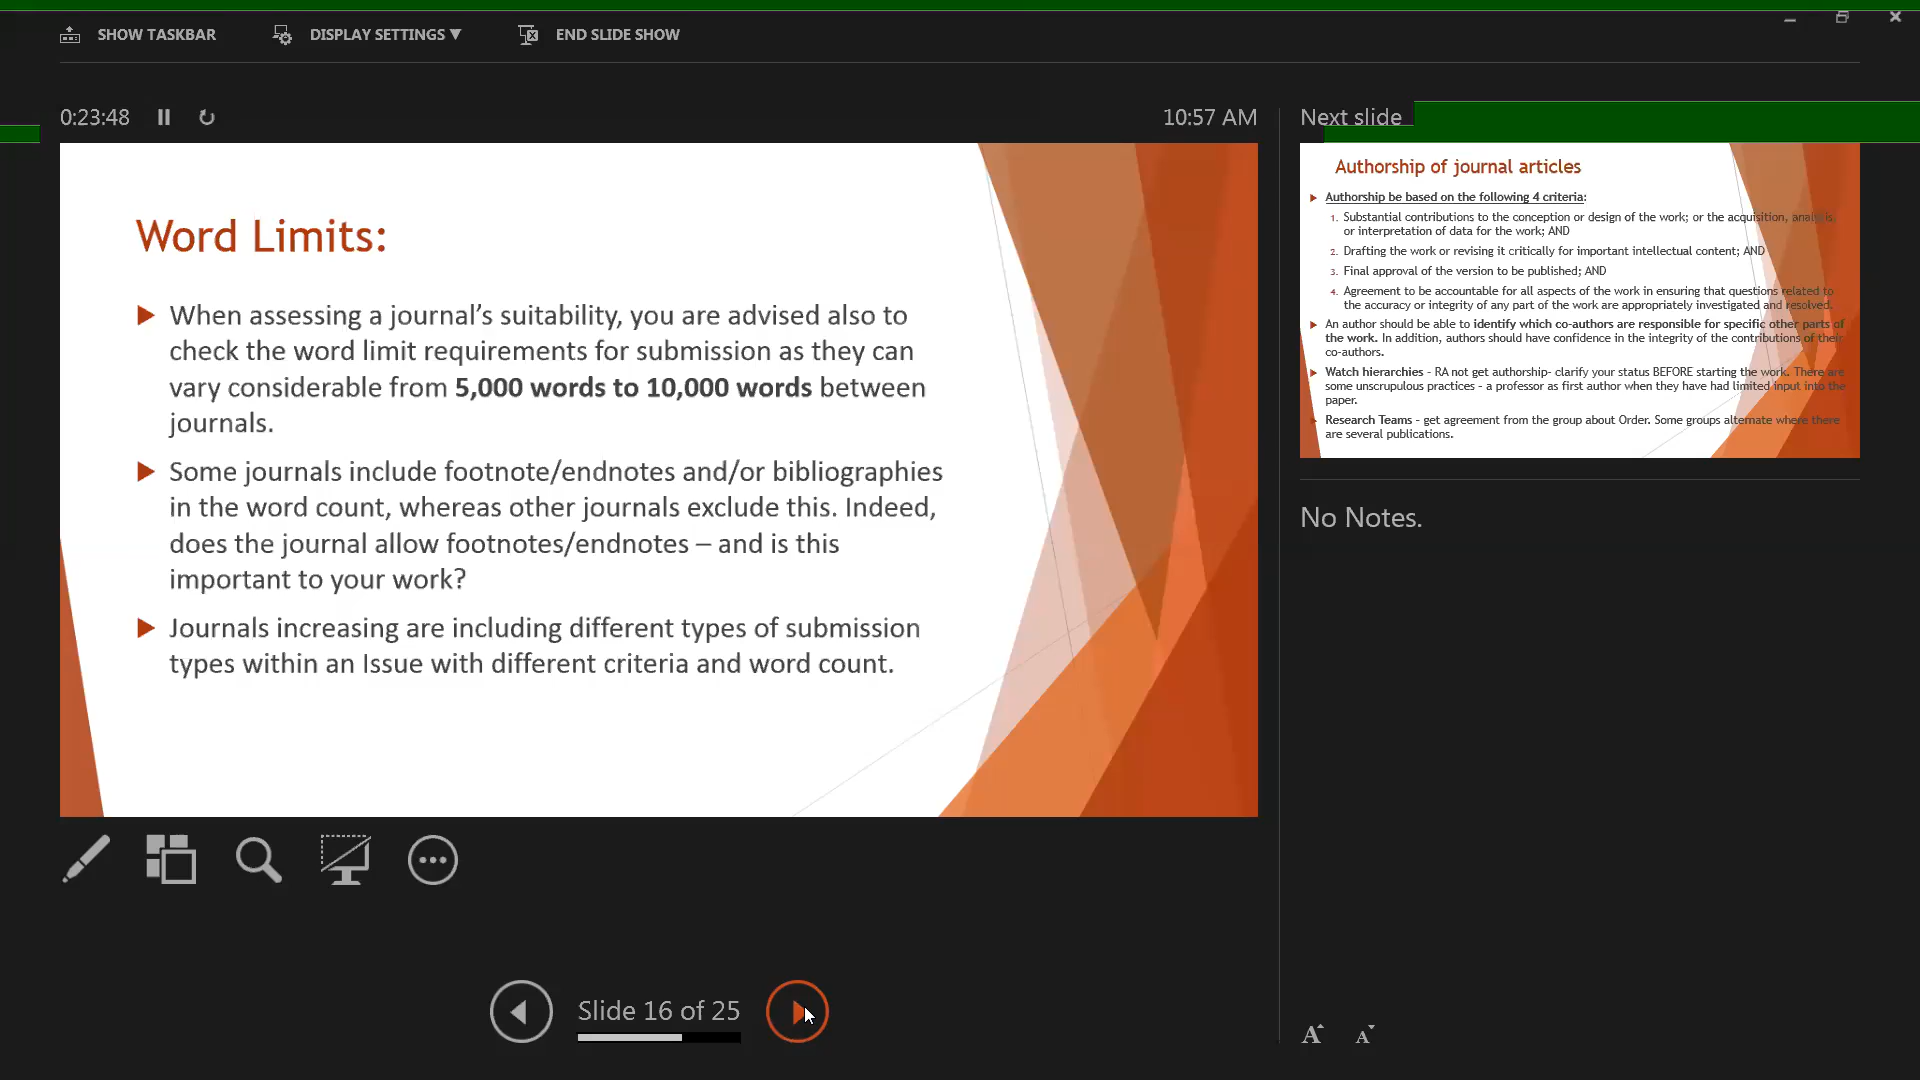 SHOW TASKBAR
DISPLAY SETTINGS ▼
END SLIDE SHOW
0:23:48
10:57 AM
Next slide
Word Limits:
When assessing a journal’s suitability, you are advised also to
check the word limit requirements for submission as they can
vary considerable from 5,000 words to 10,000 words between
journals.
Some journals include footnote/endnotes and/or bibliographies
in the word count, whereas other journals exclude this. Indeed,
does the journal allow footnotes/endnotes – and is this
important to your work?
Journals increasing are including different types of submission
types within an Issue with different criteria and word count.
Authorship of journal articles
Authorship be based on the following 4 criteria:
1. Substantial contributions to the conception or design of the work; or the acquisition, analysis,
or interpretation of data for the work; AND
2. Drafting the work or revising it critically for important intellectual content; AND
3. Final approval of the version to be published; AND
4. Agreement to be accountable for all aspects of the work in ensuring that questions related to
the accuracy or integrity of any part of the work are appropriately investigated and resolved.
An author should be able to identify which co-authors are responsible for specific other parts of
the work. In addition, authors should have confidence in the integrity of the contributions of their
co-authors.
Watch hierarchies - RA not get authorship- clarify your status BEFORE starting the work. There are
some unscrupulous practices - a professor as first author when they have had limited input into the
paper.
Research Teams - get agreement from the group about Order. Some groups alternate where there
are several publications.
No Notes.
Slide 16 of 25
A A